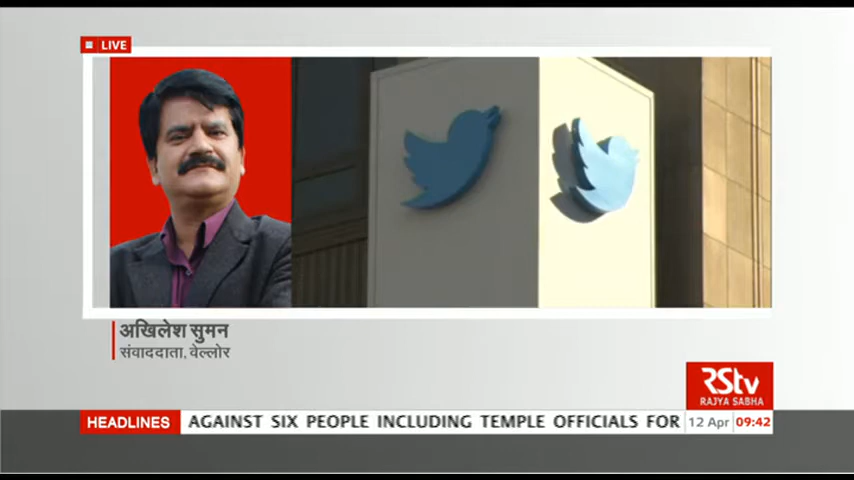 LIVE
अखिलेश सुमन
संवाददाता, वेल्लोर
RStv
RAJYA SABHA
HEADLINES AGAINST SIX PEOPLE INCLUDING TEMPLE OFFICIALS FOR 12 Apr 09:42